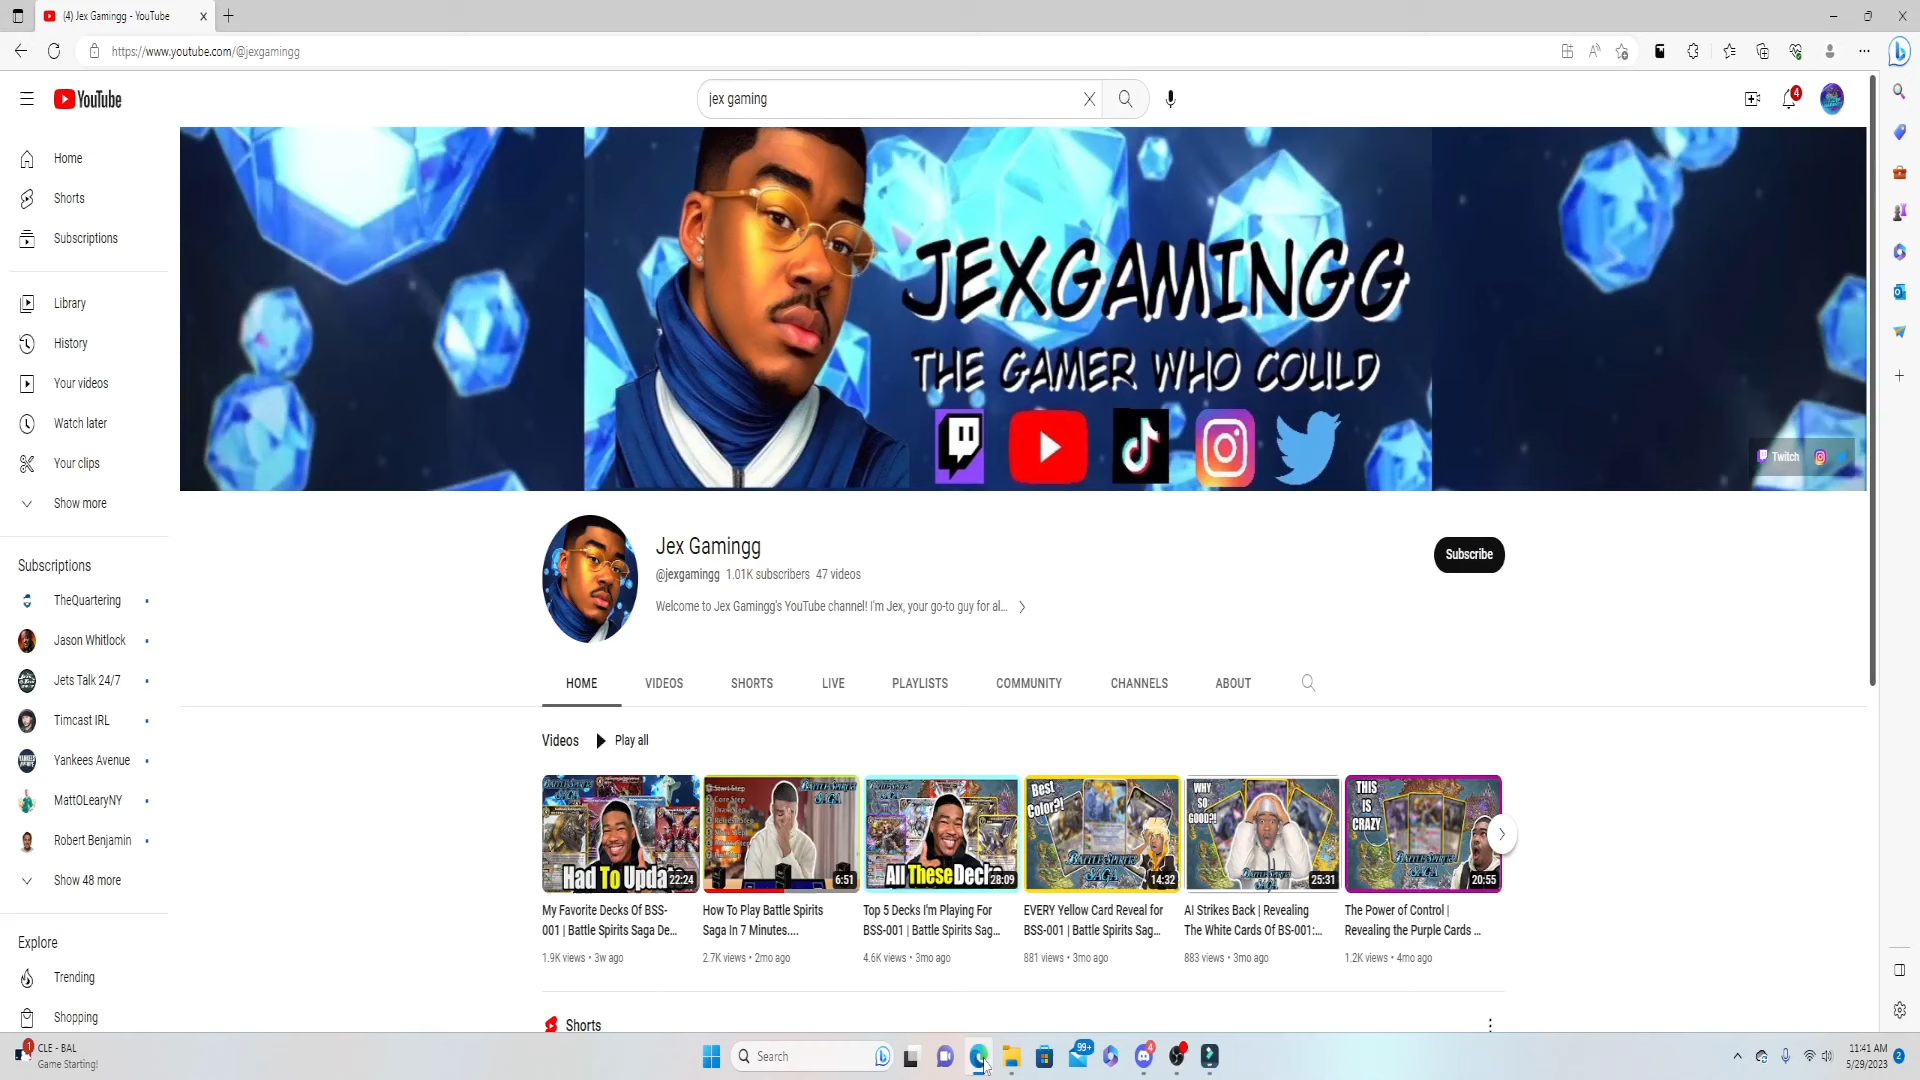 (4) Jex Gamingg - YouTube
https://www.youtube.com/@jexgamingg
YouTube
jex gaming
4
Home
Shorts
Subscriptions
Library
History
Your videos
Watch later
Your clips
Show more
Subscriptions
TheQuartering
Jason Whitlock
Jets Talk 24/7
Timcast IRL
Yankees Avenue
MattOLearyNY
Robert Benjamin
Show 48 more
Explore
Trending
Shopping
JEXGAMINGG
THE GAMER WHO COULD
Twitch
Jex Gamingg
@jexgamingg 1.01K subscribers 47 videos
Welcome to Jex Gamingg's YouTube channel! I'm Jex, your go-to guy for al...
Subscribe
HOME VIDEOS SHORTS LIVE PLAYLISTS COMMUNITY CHANNELS ABOUT
Videos Play all
Had To Upda 22:24
My Favorite Decks Of BSS-
001 | Battle Spirits Saga De...
1.9K views • 3w ago
6:51
How To Play Battle Spirits
Saga In 7 Minutes....
2.7K views • 2mo ago
All These Deck 28:09
Top 5 Decks I'm Playing For
BSS-001 | Battle Spirits Sag...
4.6K views • 3mo ago
Best
Color?!
14:32
EVERY Yellow Card Reveal for
BSS-001 | Battle Spirits Sag...
881 views • 3mo ago
WHY
SO
GOOD?!
25:31
AI Strikes Back | Revealing
The White Cards Of BS-001:...
883 views • 3mo ago
THIS
IS
CRAZY
20:55
The Power of Control |
Revealing the Purple Cards ...
1.2K views • 4mo ago
Shorts
1
CLE - BAL
Game Starting!
Search
99+
4
11:41 AM
5/29/2023
2